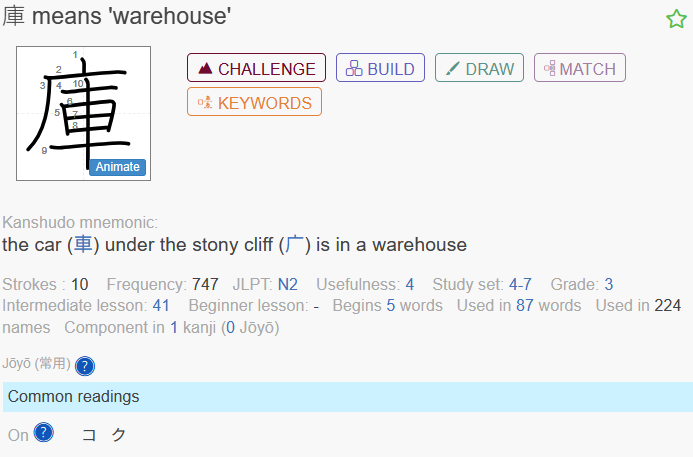 庫 means 'warehouse'
CHALLENGE BUILD DRAW MATCH
KEYWORDS
1
2
3 4 10
6
5 7
8
9
Animate
Kanshudo mnemonic:
the car (車) under the stony cliff (广) is in a warehouse
Strokes : 10 Frequency: 747 JLPT: N2 Usefulness: 4 Study set: 4-7 Grade: 3
Intermediate lesson: 41 Beginner lesson: - Begins 5 words Used in 87 words Used in 224
names Component in 1 kanji (0 Jōyō)
Jōyō (常用) ?
Common readings
On ? コ ク